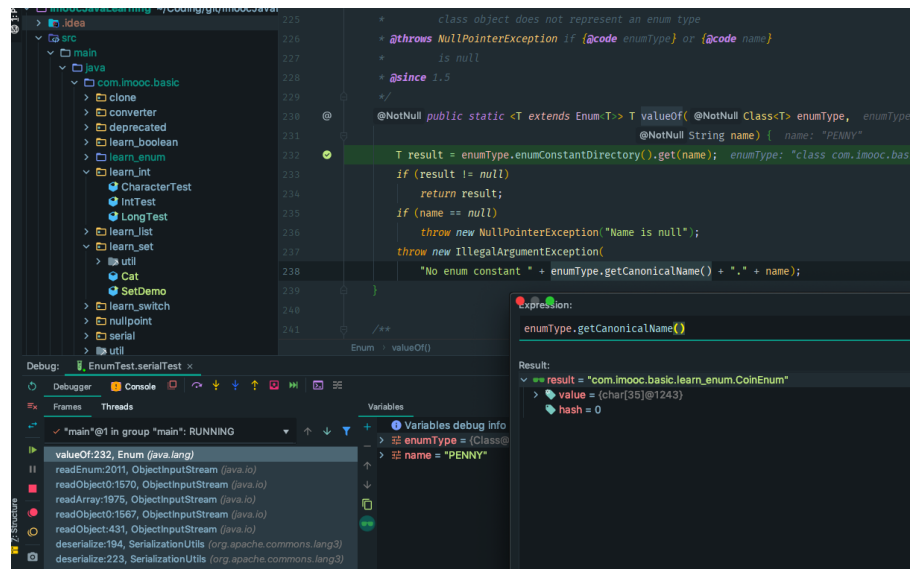 .idea
src
main
java
com.imooc.basic
clone
converter
deprecated
learn_boolean
learn_enum
learn_int
CharacterTest
IntTest
LongTest
learn_list
learn_set
util
Cat
SetDemo
learn_switch
nullpoint
serial
util
225 * class object does not represent an enum type
226 * @throws NullPointerException if {@code enumType} or {@code name}
227 * is null
228 * @since 1.5
229 */
230 @ @NotNull public static <T extends Enum<T>> T valueOf( @NotNull Class<T> enumType, enumType
231 @NotNull String name) { name: "PENNY"
232 T result = enumType.enumConstantDirectory().get(name); enumType: "class com.imooc.bas
233 if (result != null)
234 return result;
235 if (name == null)
236 throw new NullPointerException("Name is null");
237 throw new IllegalArgumentException(
238 "No enum constant " + enumType.getCanonicalName() + "." + name);
239 }
240
241 /**
Enum > valueOf()
Expression:
enumType.getCanonicalName()
Result:
result = "com.imooc.basic.learn_enum.CoinEnum"
value = {char[35]@1243}
hash = 0
Debug: EnumTest.serialTest ×
Debugger Console
Frames Threads
Variables
"main"@1 in group "main": RUNNING
valueOf:232, Enum (java.lang)
readEnum:2011, ObjectInputStream (java.io)
readObject0:1570, ObjectInputStream (java.io)
readArray:1975, ObjectInputStream (java.io)
readObject0:1567, ObjectInputStream (java.io)
readObject:431, ObjectInputStream (java.io)
deserialize:194, SerializationUtils (org.apache.commons.lang3)
deserialize:223, SerializationUtils (org.apache.commons.lang3)
Variables debug info
enumType = {Class@
name = "PENNY"
Z: Structure